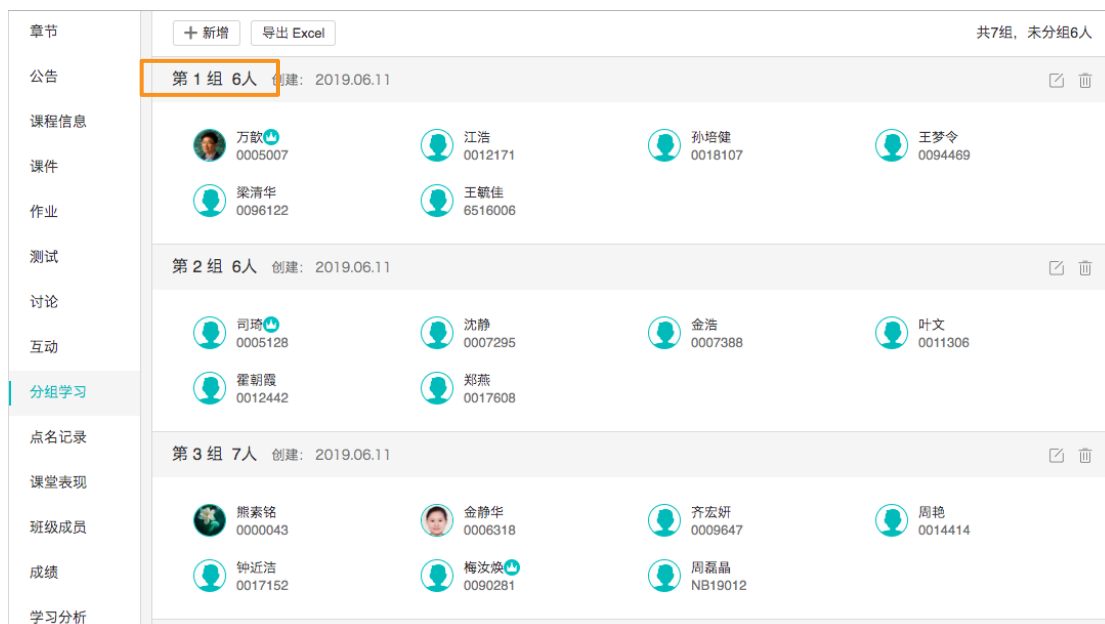 章节
公告
课程信息
课件
作业
测试
讨论
互动
分组学习
点名记录
课堂表现
班级成员
成绩
学习分析
新增 导出 Excel 共7组，未分组6人
第 1 组 6人 创建： 2019.06.11
万歆 江浩 孙培健 王梦令
0005007 0012171 0018107 0094469
梁清华 王毓佳
0096122 6516006
第 2 组 6人 创建： 2019.06.11
司琦 沈静 金浩 叶文
0005128 0007295 0007388 0011306
霍朝霞 郑燕
0012442 0017608
第 3 组 7人 创建： 2019.06.11
熊素铭 金静华 齐宏妍 周艳
0000043 0006318 0009647 0014414
钟近洁 梅汝焕 周磊晶
0017152 0090281 NB19012